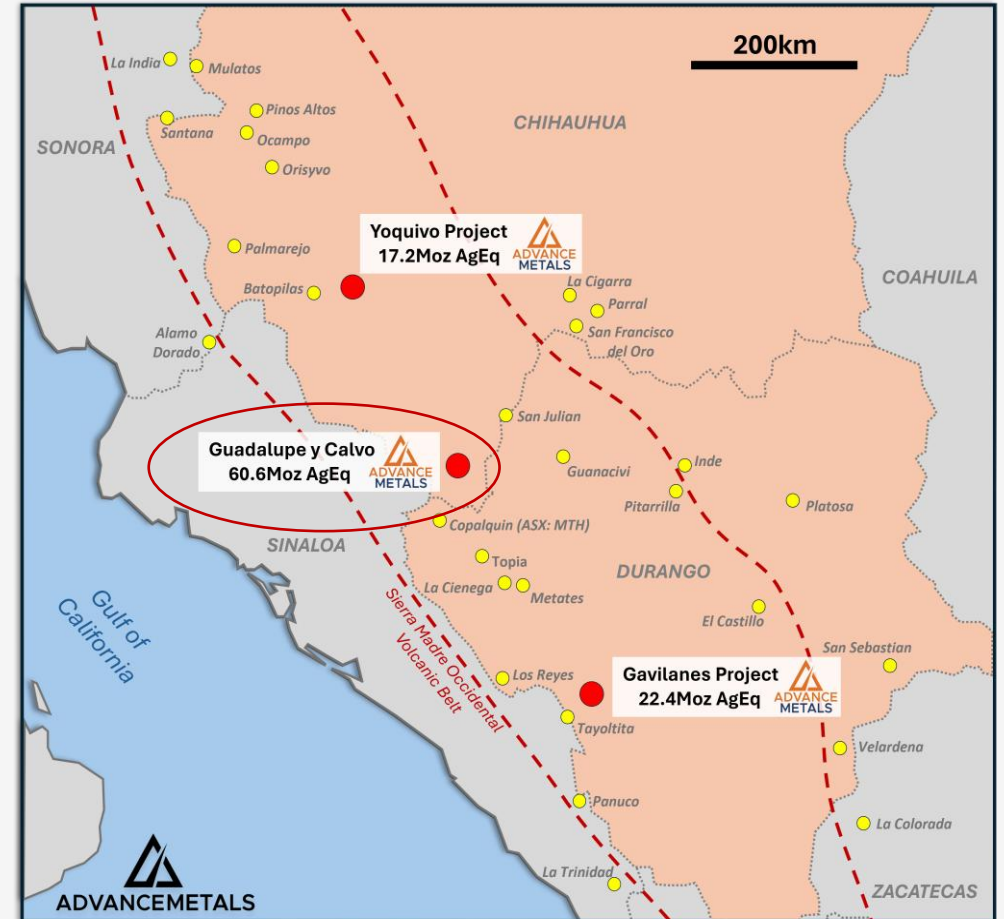 200km
La India
Mulatos
Pinos Altos
Santana
Ocampo
CHIHAUHUA
SONORA
Orisyvo
Yoquivo Project
17.2Moz AgEq
ADVANCE
METALS
Palmarejo
COAHUILA
Batopilas
La Cigarra
Parral
Alamo
Dorado
San Francisco
del Oro
San Julian
Guadalupe y Calvo
60.6Moz AgEq
ADVANCE
METALS
Guanacivi
Inde
Pitarrilla
Platosa
Copalquin (ASX: MTH)
SINALOA
Topia
DURANGO
La Cienega
Metates
Gulf of
California
El Castillo
Sierra Madre Occidental
Volcanic Belt
San Sebastian
Los Reyes
Gavilanes Project
22.4Moz AgEq
ADVANCE
METALS
Tayoltita
Velardena
Panuco
La Colorada
La Trinidad
ADVANCEMETALS
ZACATECAS